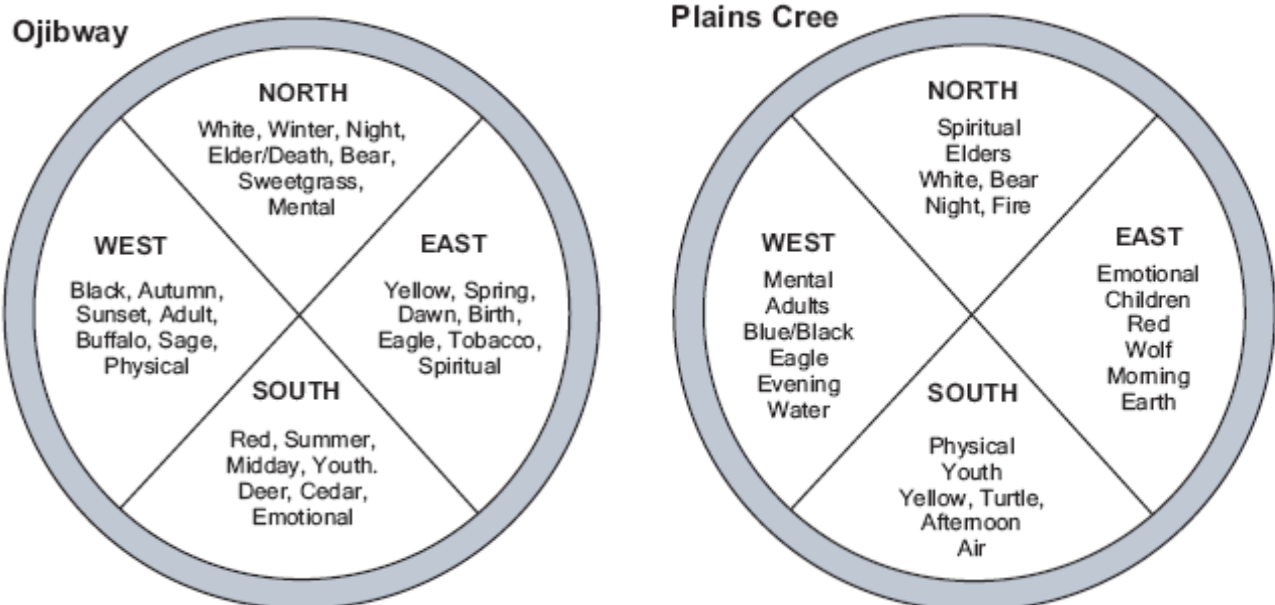 Ojibway
NORTH
White, Winter, Night,
Elder/Death, Bear,
Sweetgrass,
Mental
WEST
Black, Autumn,
Sunset, Adult,
Buffalo, Sage,
Physical
EAST
Yellow, Spring,
Dawn, Birth,
Eagle, Tobacco,
Spiritual
SOUTH
Red, Summer,
Midday, Youth.
Deer, Cedar,
Emotional
Plains Cree
NORTH
Spiritual
Elders
White, Bear
Night, Fire
WEST
Mental
Adults
Blue/Black
Eagle
Evening
Water
EAST
Emotional
Children
Red
Wolf
Morning
Earth
SOUTH
Physical
Youth
Yellow, Turtle,
Afternoon
Air